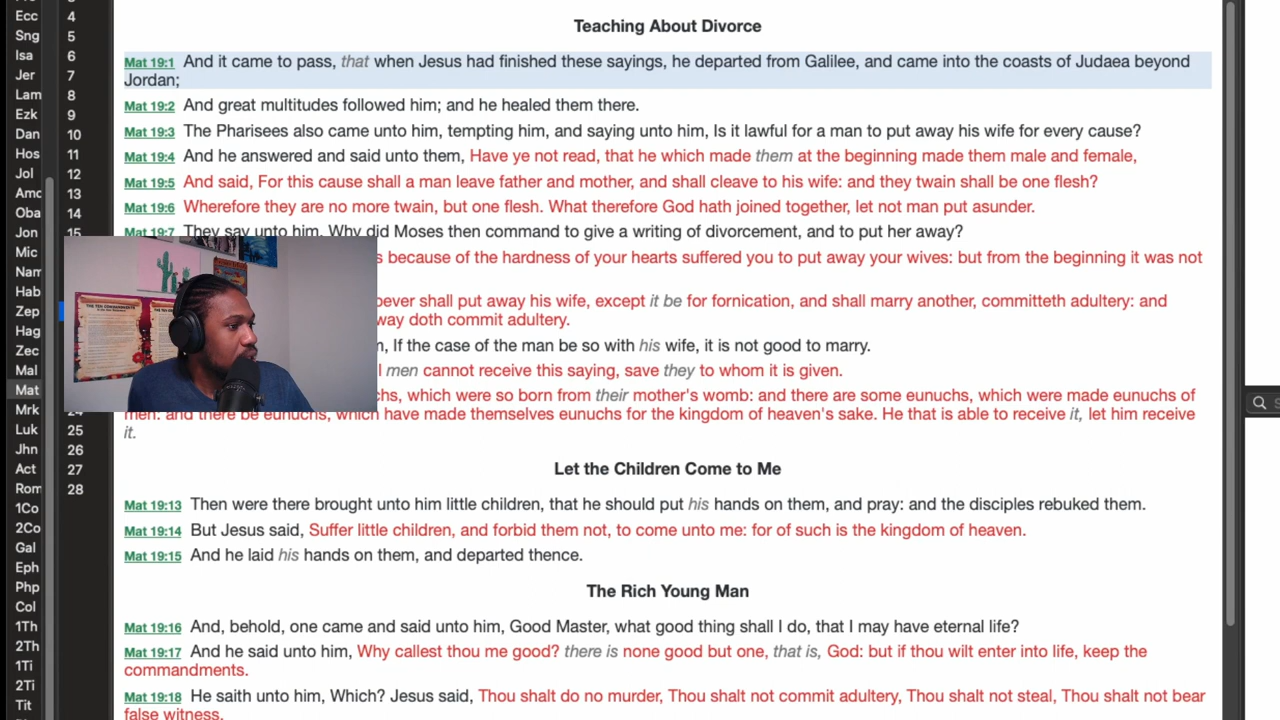 Ecc
Sng
Isa
Jer
Lam
Ezk
Dan
Hos
Jol
Amo
Oba
Jon
Mic
Nam
Hab
Zep
Hag
Zec
Mal
Mat
Mrk
Luk
Jhn
Act
Rom
1Co
2Co
Gal
Eph
Php
Col
1Th
2Th
1Ti
2Ti
Tit
4
5
6
7
8
9
10
11
12
13
14
15
25
26
27
28
Teaching About Divorce
Mat 19:1 And it came to pass, that when Jesus had finished these sayings, he departed from Galilee, and came into the coasts of Judaea beyond
Jordan;
Mat 19:2 And great multitudes followed him; and he healed them there.
Mat 19:3 The Pharisees also came unto him, tempting him, and saying unto him, Is it lawful for a man to put away his wife for every cause?
Mat 19:4 And he answered and said unto them, Have ye not read, that he which made them at the beginning made them male and female,
Mat 19:5 And said, For this cause shall a man leave father and mother, and shall cleave to his wife: and they twain shall be one flesh?
Mat 19:6 Wherefore they are no more twain, but one flesh. What therefore God hath joined together, let not man put asunder.
Mat 19:7 They say unto him, Why did Moses then command to give a writing of divorcement, and to put her away?
because of the hardness of your hearts suffered you to put away your wives: but from the beginning it was not
shall put away his wife, except it be for fornication, and shall marry another, committeth adultery: and
doth commit adultery.
If the case of the man be so with his wife, it is not good to marry.
men cannot receive this saying, save they to whom it is given.
which were so born from their mother's womb: and there are some eunuchs, which were made eunuchs of
men: and there be eunuchs, which have made themselves eunuchs for the kingdom of heaven's sake. He that is able to receive it, let him receive
it.
Let the Children Come to Me
Mat 19:13 Then were there brought unto him little children, that he should put his hands on them, and pray: and the disciples rebuked them.
Mat 19:14 But Jesus said, Suffer little children, and forbid them not, to come unto me: for of such is the kingdom of heaven.
Mat 19:15 And he laid his hands on them, and departed thence.
The Rich Young Man
Mat 19:16 And, behold, one came and said unto him, Good Master, what good thing shall I do, that I may have eternal life?
Mat 19:17 And he said unto him, Why callest thou me good? there is none good but one, that is, God: but if thou wilt enter into life, keep the
commandments.
Mat 19:18 He saith unto him, Which? Jesus said, Thou shalt do no murder, Thou shalt not commit adultery, Thou shalt not steal, Thou shalt not bear
false witness,
THE TEN COMMANDMENTS